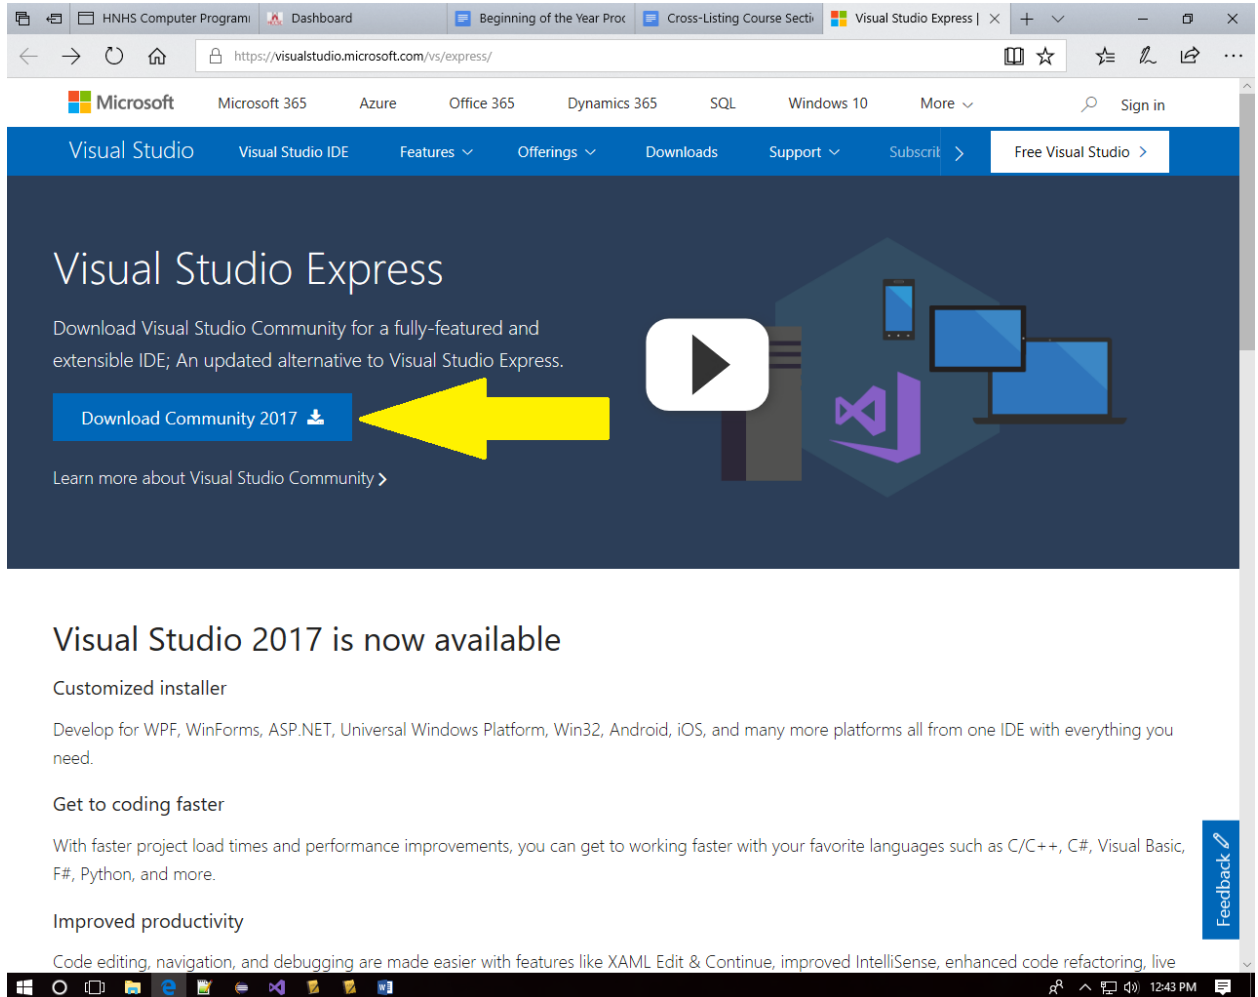 HNHS Computer Programi
Dashboard
Beginning of the Year Proc
Cross-Listing Course Secti
Visual Studio Express |
https://visualstudio.microsoft.com/vs/express/
Microsoft
Microsoft 365
Azure
Office 365
Dynamics 365
SQL
Windows 10
More
Sign in
Visual Studio
Visual Studio IDE
Features
Offerings
Downloads
Support
Subscrib
Free Visual Studio
Visual Studio Express
Download Visual Studio Community for a fully-featured and
extensible IDE; An updated alternative to Visual Studio Express.
Download Community 2017
Learn more about Visual Studio Community
Visual Studio 2017 is now available
Customized installer
Develop for WPF, WinForms, ASP.NET, Universal Windows Platform, Win32, Android, iOS, and many more platforms all from one IDE with everything you
need.
Get to coding faster
With faster project load times and performance improvements, you can get to working faster with your favorite languages such as C/C++, C#, Visual Basic,
F#, Python, and more.
Feedback
Improved productivity
Code editing, navigation, and debugging are made easier with features like XAML Edit & Continue, improved IntelliSense, enhanced code refactoring, live
12:43 PM